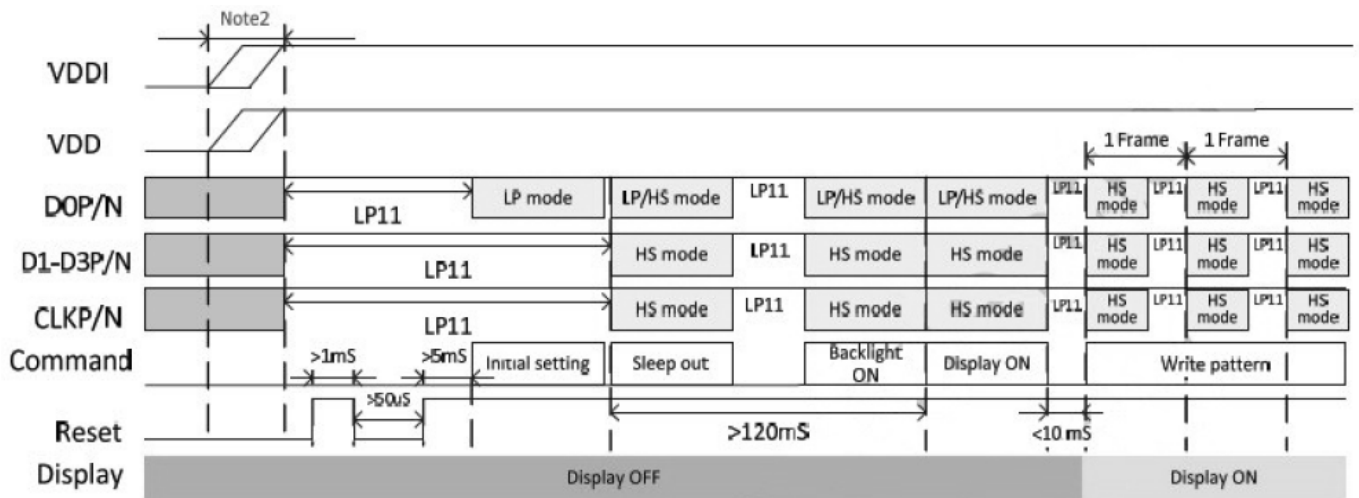 Note2
VDDI
VDD
1 Frame 1 Frame
D0P/N LP11 LP mode LP/HS mode LP11 LP/HS mode LP/HS mode LP11 HS mode LP11 HS mode LP11 HS mode
D1-D3P/N LP11 HS mode LP11 HS mode HS mode LP11 HS mode LP11 HS mode LP11 HS mode
CLKP/N LP11 HS mode LP11 HS mode HS mode LP11 HS mode LP11 HS mode LP11 HS mode
Command >1mS >5mS Initial setting Sleep out Backlight ON Display ON Write pattern
>50uS
Reset >120mS <10 mS
Display Display OFF Display ON